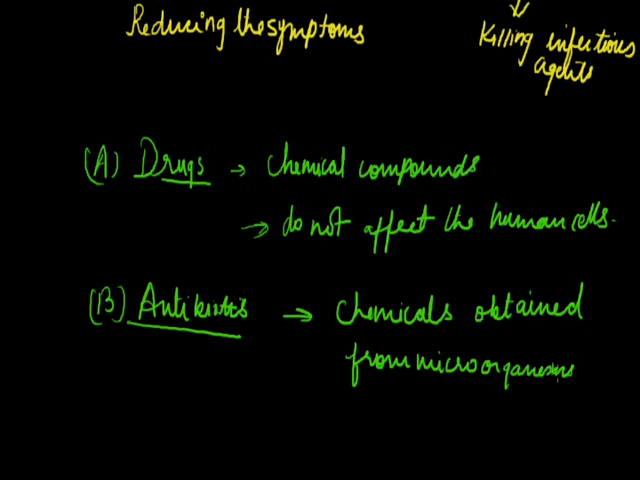 Reducing the symptoms
Killing infectious
agents
(A) Drugs → Chemical compounds
→ do not affect the human cells.
(B) Antibiotis → Chemicals obtained
from microorganisms